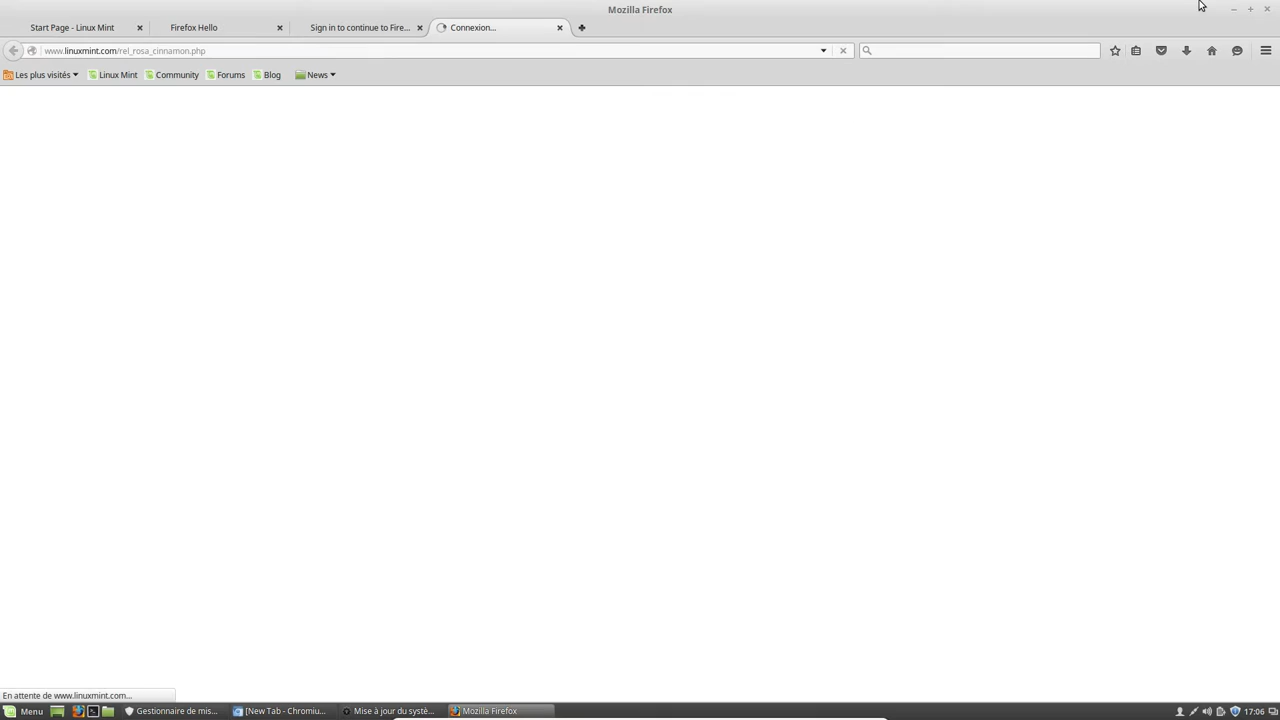 Mozilla Firefox
Start Page - Linux Mint
Firefox Hello
Sign in to continue to Fire...
Connexion...
www.linuxmint.com/rel_rosa_cinnamon.php
Les plus visités
Linux Mint
Community
Forums
Blog
News
En attente de www.linuxmint.com...
Menu
Gestionnaire de mis...
[New Tab - Chromiu...
Mise à jour du systè...
Mozilla Firefox
17:06